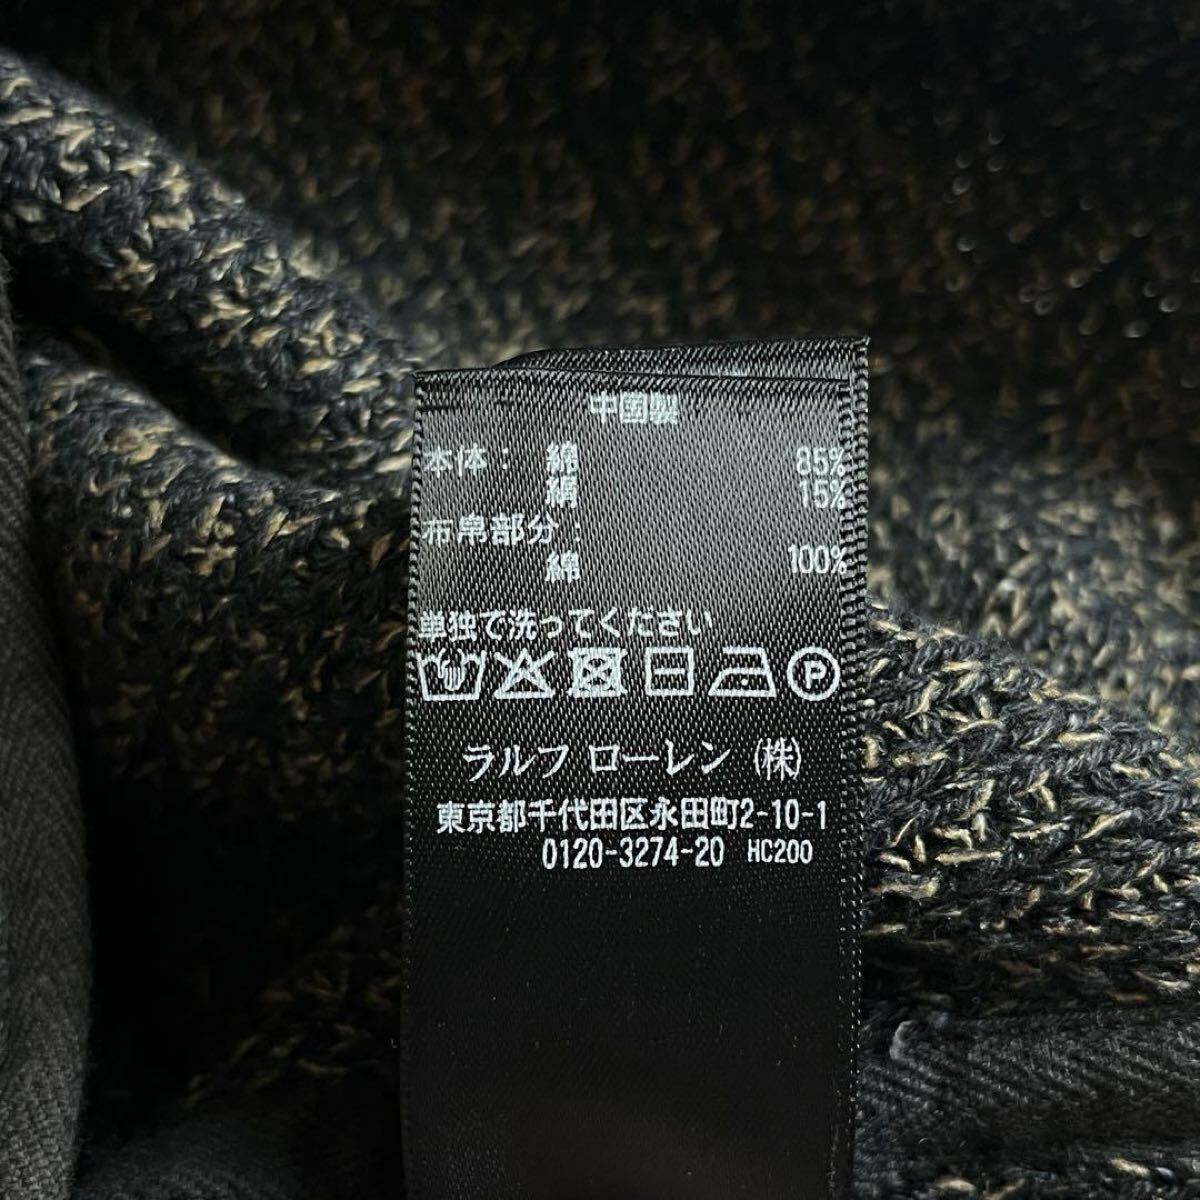 中国製
本体: 綿 85%
絹 15%
布帛部分:
綿 100%
単独で洗ってください
P
ラルフ ローレン (株)
東京都千代田区永田町2-10-1
0120-3274-20 HC200